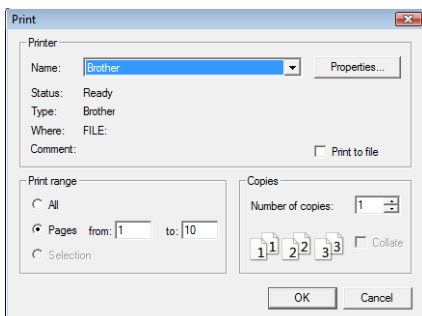 Print
Printer
Name: Brother Properties...
Status: Ready
Type: Brother
Where: FILE:
Comment: Print to file
Print range
All
Pages from: 1 to: 10
Selection
Copies
Number of copies: 1
1 1 2 2 3 3 Collate
OK Cancel